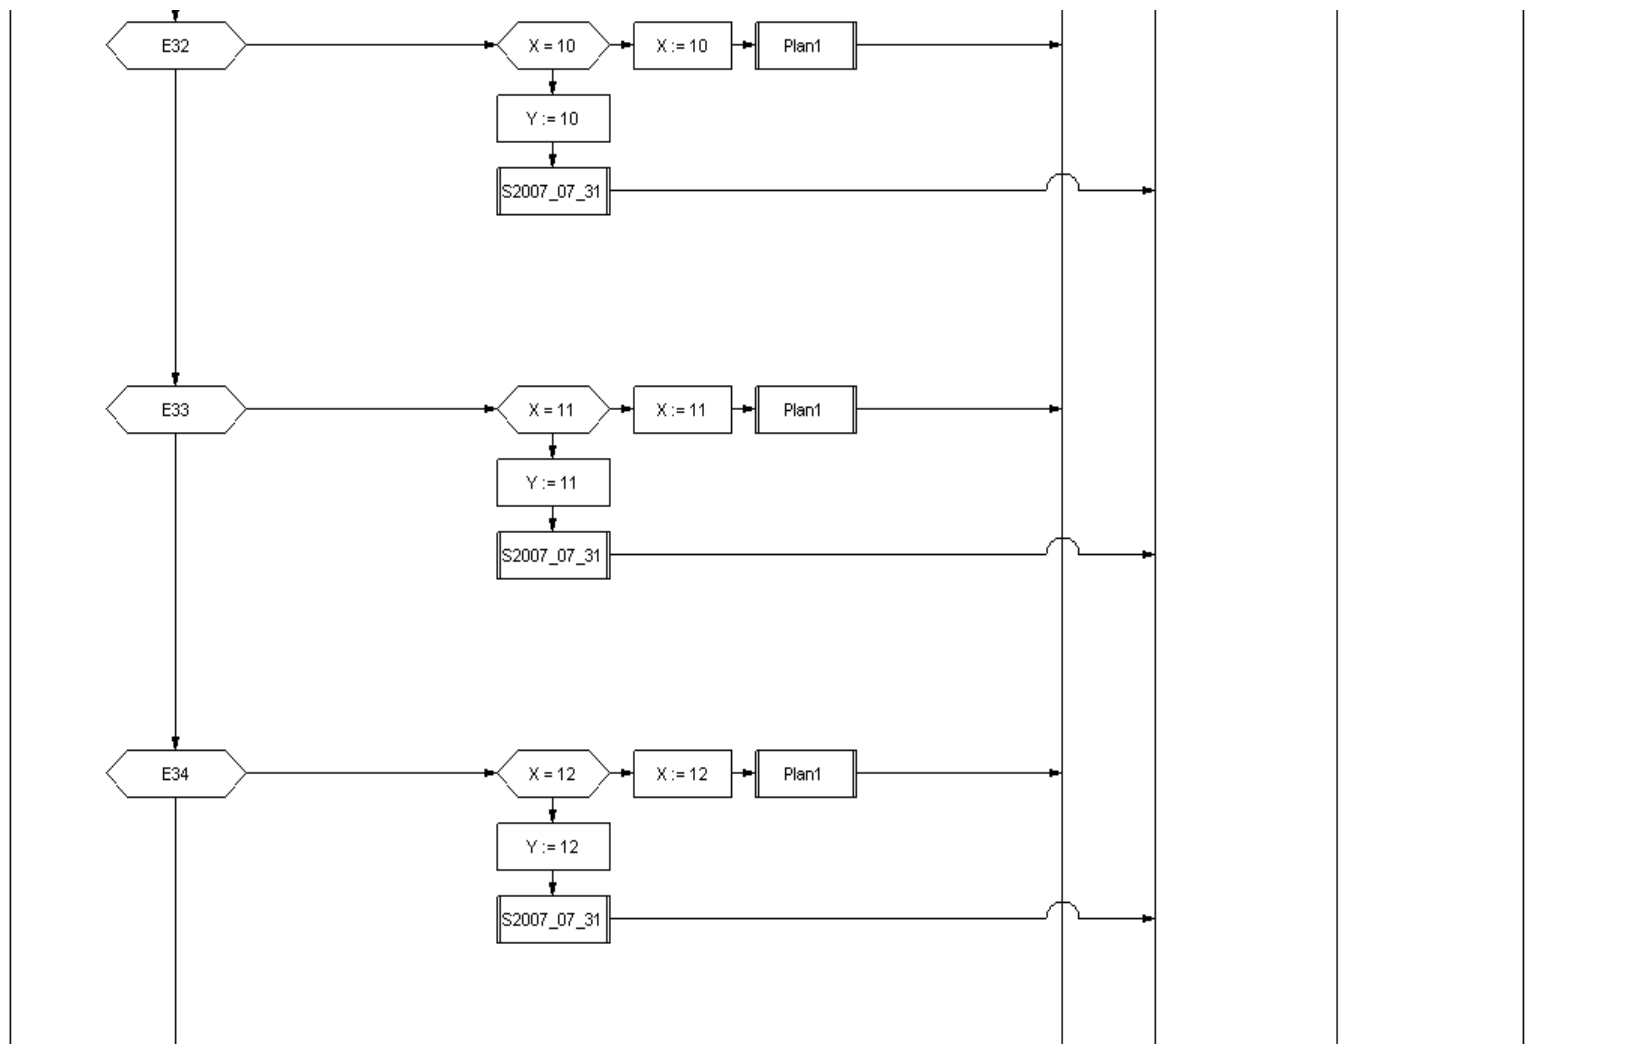 E32
X = 10
X := 10
Plan1
Y := 10
S2007_07_31
E33
X = 11
X := 11
Plan1
Y := 11
S2007_07_31
E34
X = 12
X := 12
Plan1
Y := 12
S2007_07_31